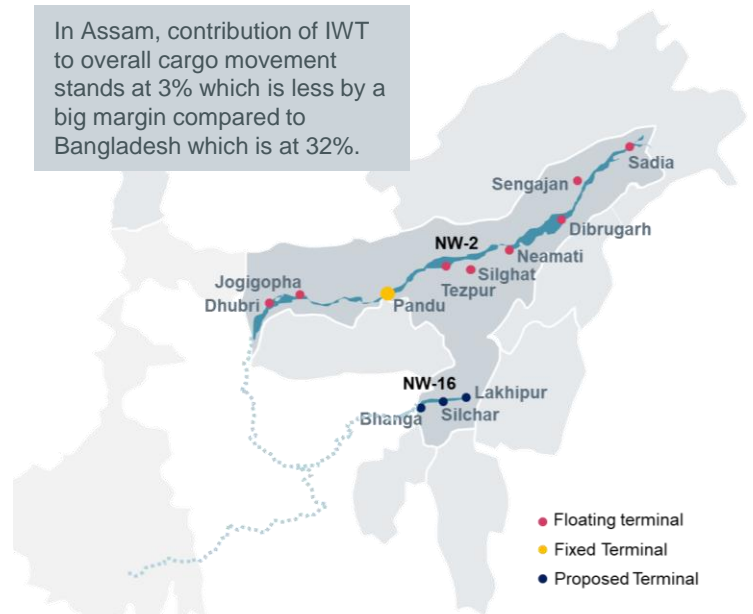 In Assam, contribution of IWT
to overall cargo movement
stands at 3% which is less by a
big margin compared to
Bangladesh which is at 32%.
Sadia
Sengajan
Dibrugarh
NW-2
Neamati
Silghat
Tezpur
Jogigopha
Dhubri
Pandu
NW-16
Lakhipur
Silchar
Bhanga
Floating terminal
Fixed Terminal
Proposed Terminal